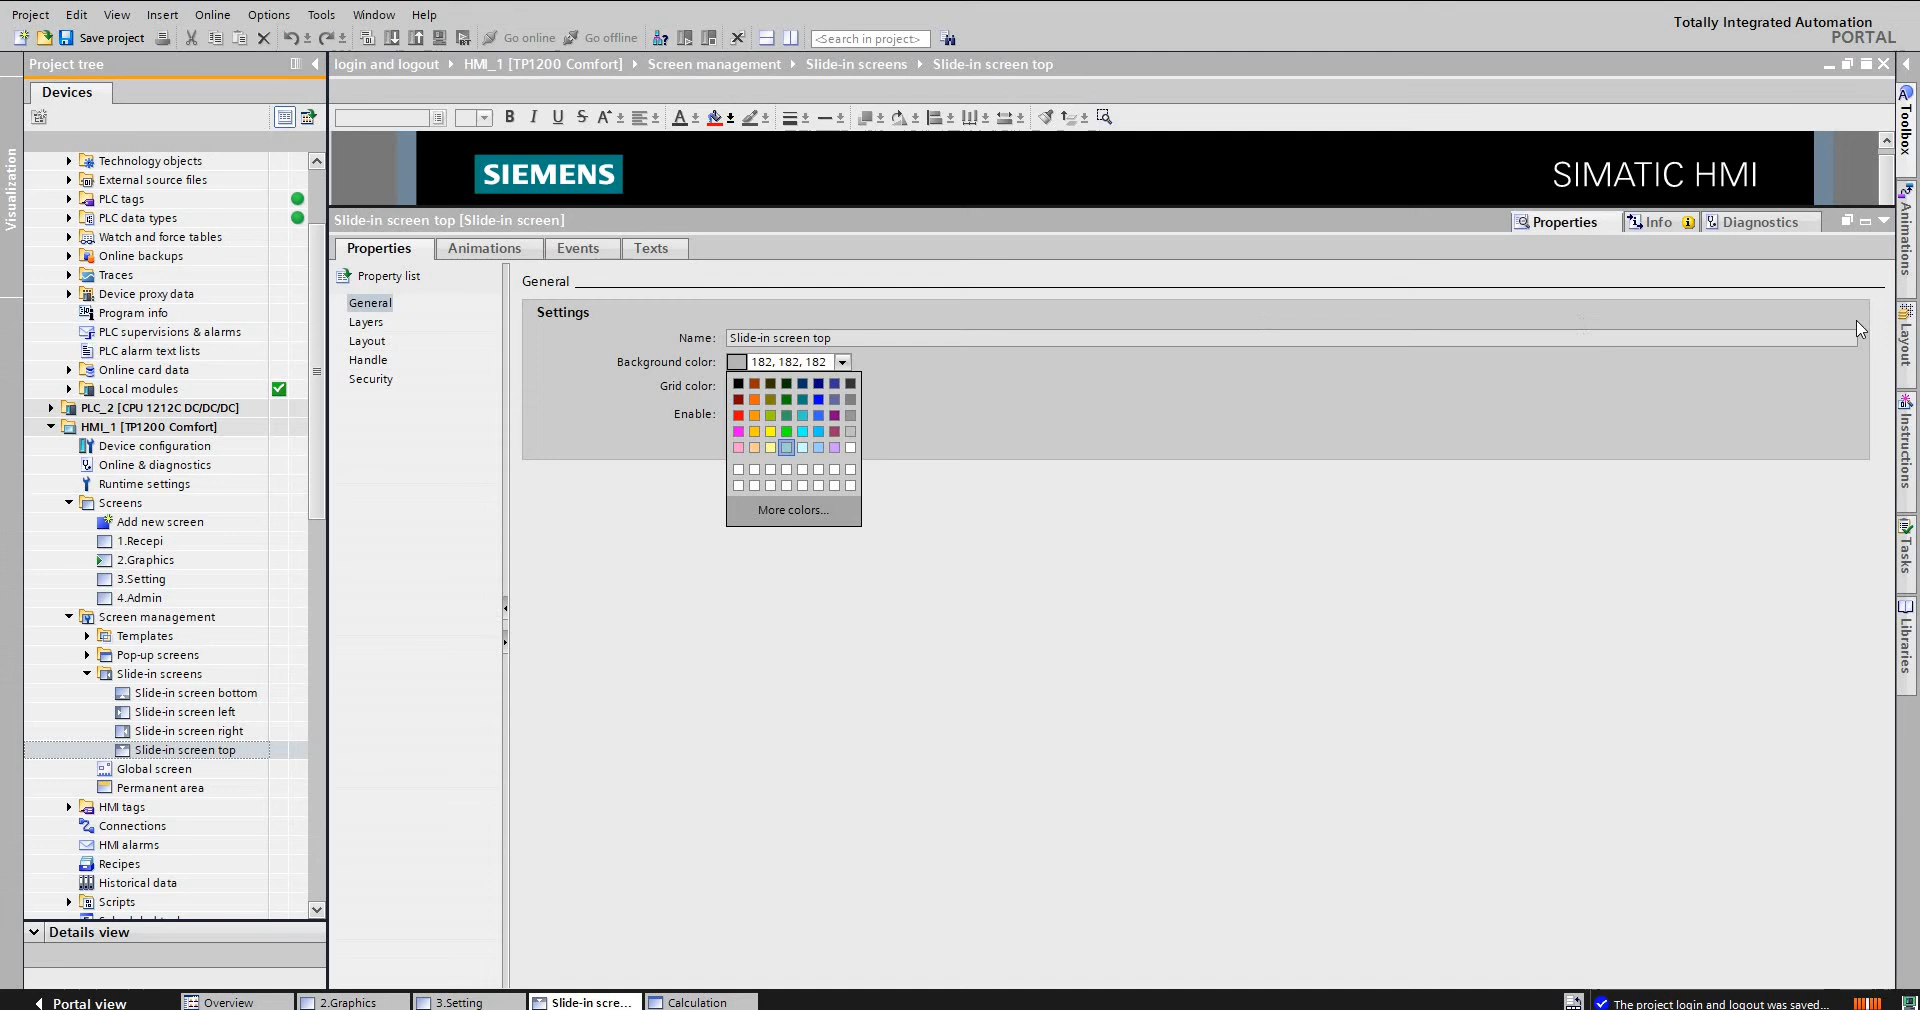 Project Edit View Insert Online Options Tools Window Help
Totally Integrated Automation
PORTAL
Save project Go online Go offline <Search in project>
Project tree
login and logout HMI_1 [TP1200 Comfort] Screen management Slide-in screens Slide-in screen top
Devices
B I U S A A
SIEMENS
SIMATIC HMI
Visualization
Technology objects
External source files
PLC tags
PLC data types
Watch and force tables
Online backups
Traces
Device proxy data
Program info
PLC supervisions & alarms
PLC alarm text lists
Online card data
Local modules
PLC_2 [CPU 1212C DC/DC/DC]
HMI_1 [TP1200 Comfort]
Device configuration
Online & diagnostics
Runtime settings
Screens
Add new screen
1.Recepi
2.Graphics
3.Setting
4.Admin
Screen management
Templates
Pop-up screens
Slide-in screens
Slide-in screen bottom
Slide-in screen left
Slide-in screen right
Slide-in screen top
Global screen
Permanent area
HMI tags
Connections
HMI alarms
Recipes
Historical data
Scripts
Details view
Slide-in screen top [Slide-in screen]
Properties Info Diagnostics
Properties Animations Events Texts
Property list
General
Layers
Layout
Handle
Security
General
Settings
Name: Slide-in screen top
Background color: 182, 182, 182
Grid color:
Enable:
More colors...
Toolbox
Animations
Layout
Instructions
Tasks
Libraries
Portal view Overview 2.Graphics 3.Setting Slide-in scre... Calculation The project login and logout was saved...